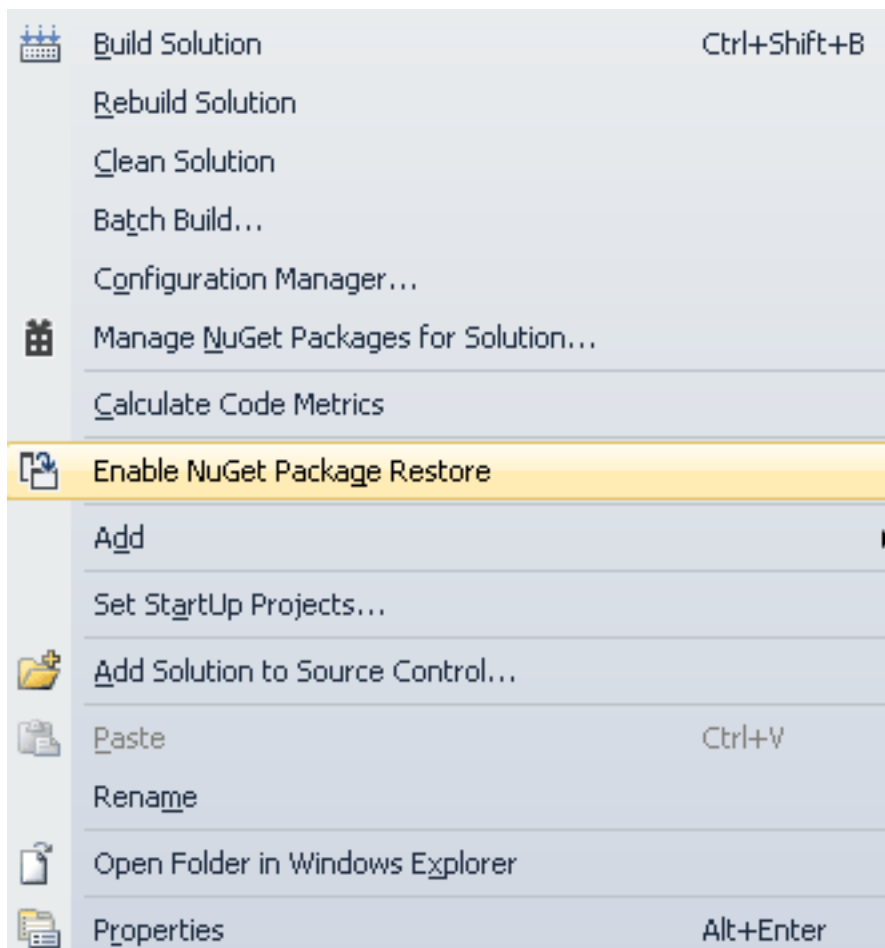 Build Solution Ctrl+Shift+B
Rebuild Solution
Clean Solution
Batch Build...
Configuration Manager...
Manage NuGet Packages for Solution...
Calculate Code Metrics
Enable NuGet Package Restore
Add
Set StartUp Projects...
Add Solution to Source Control...
Paste Ctrl+V
Rename
Open Folder in Windows Explorer
Properties Alt+Enter